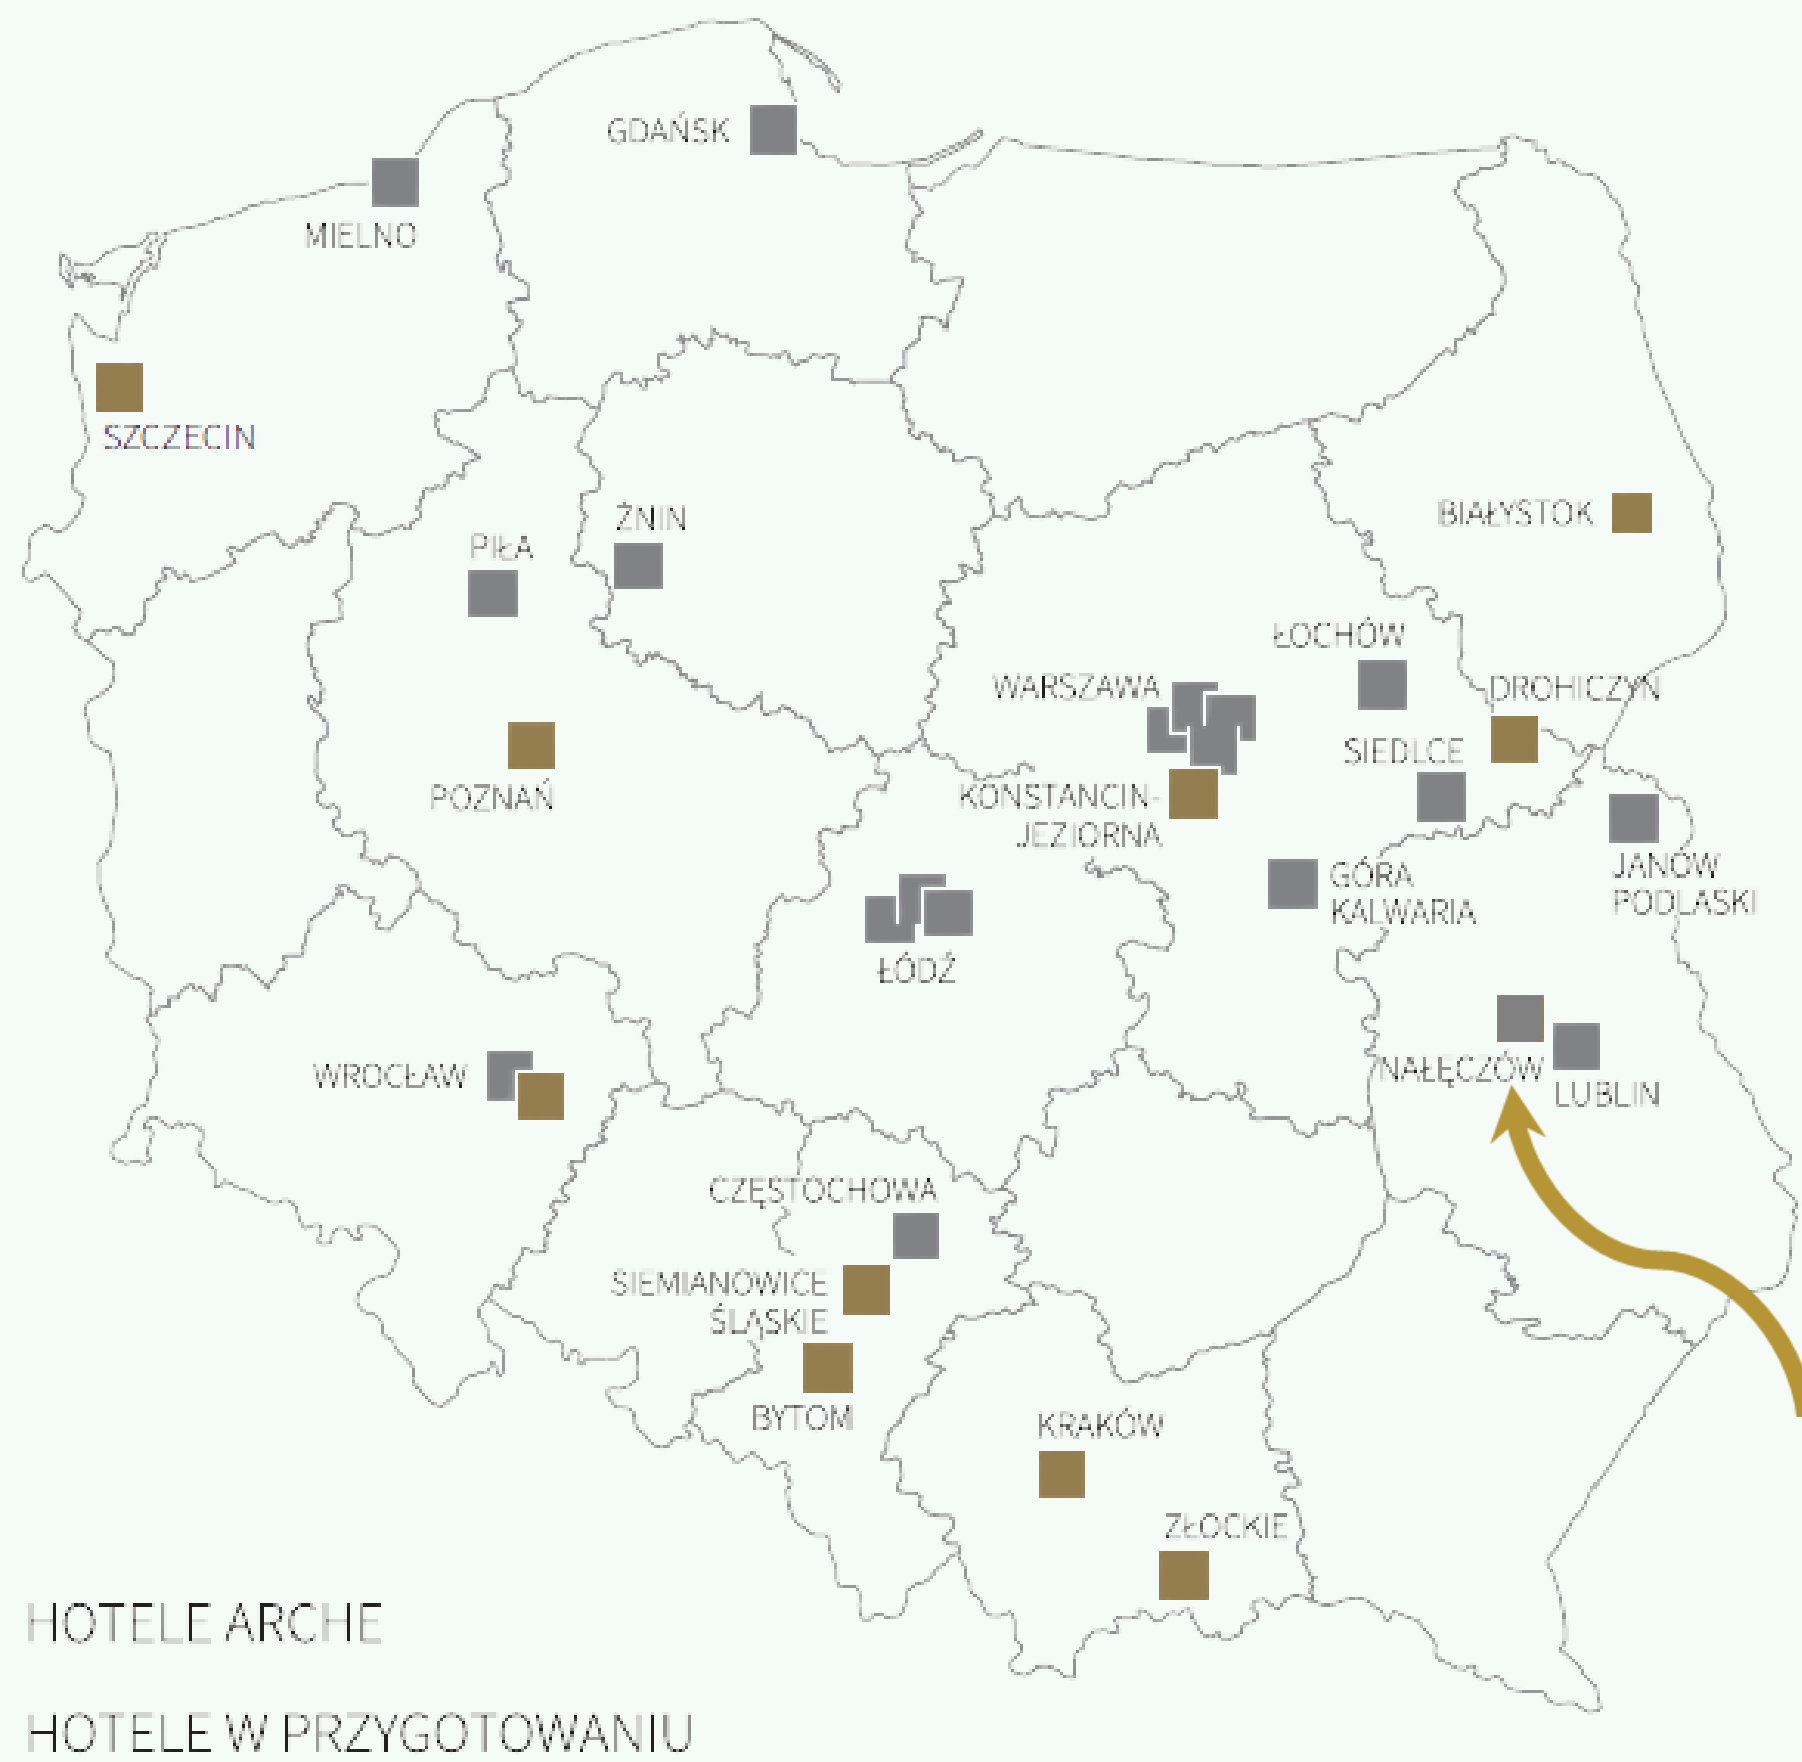 GDAŃSK
MIELNO
SZCZECIN
ŻNIN
BIAŁYSTOK
PIŁA
ŁOCHÓW
WARSZAWA
DROHICZYN
SIEDLCE
POZNAŃ
KONSTANCIN-
JEZIORNA
JANÓW
PODLASKI
GÓRA
KALWARIA
ŁÓDŹ
NAŁĘCZÓW
WROCŁAW
LUBLIN
CZĘSTOCHOWA
SIEMIANOWICE
ŚLĄSKIE
BYTOM
KRAKÓW
ZŁOCKIE
HOTELE ARCHE
HOTELE W PRZYGOTOWANIU